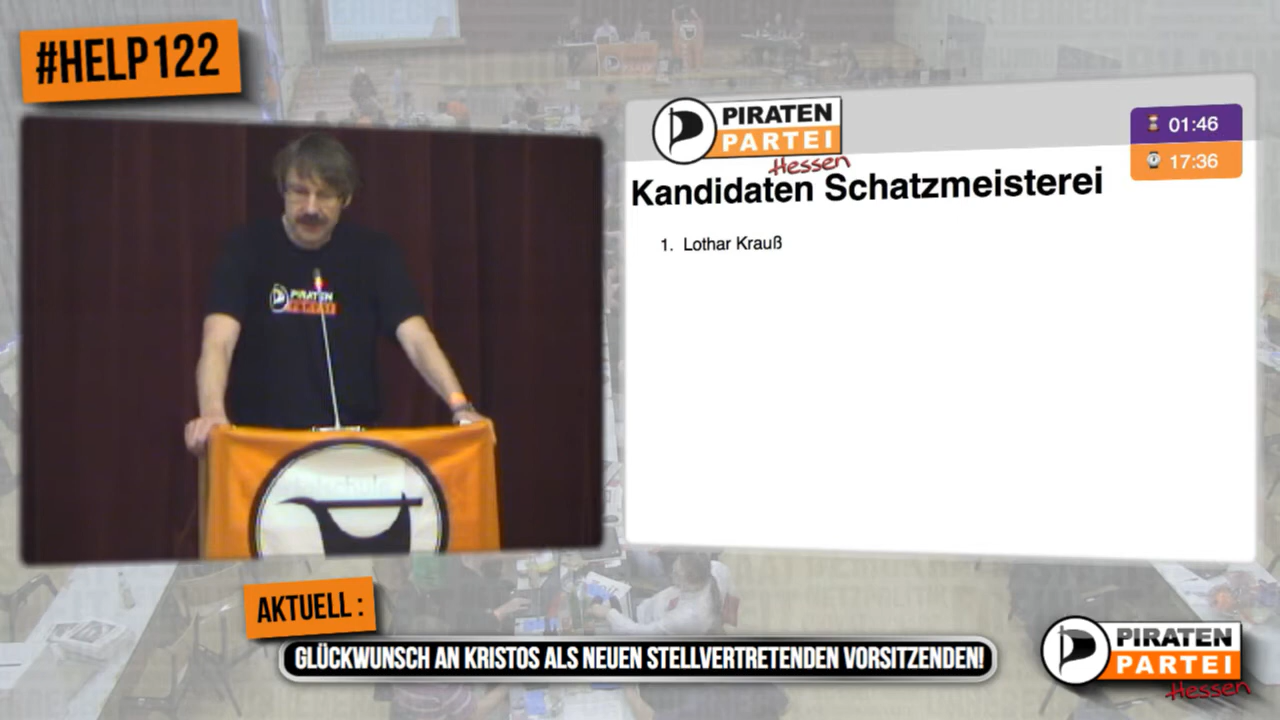 #HELP122
PIRATEN
PARTEI
Hessen
01:46
17:36
Kandidaten Schatzmeisterei
1. Lothar Krauß
PIRATEN
PARTEI
AKTUELL :
GLÜCKWUNSCH AN KRISTOS ALS NEUEN STELLVERTRETENDEN VORSITZENDEN!
PIRATEN
PARTEI
Hessen